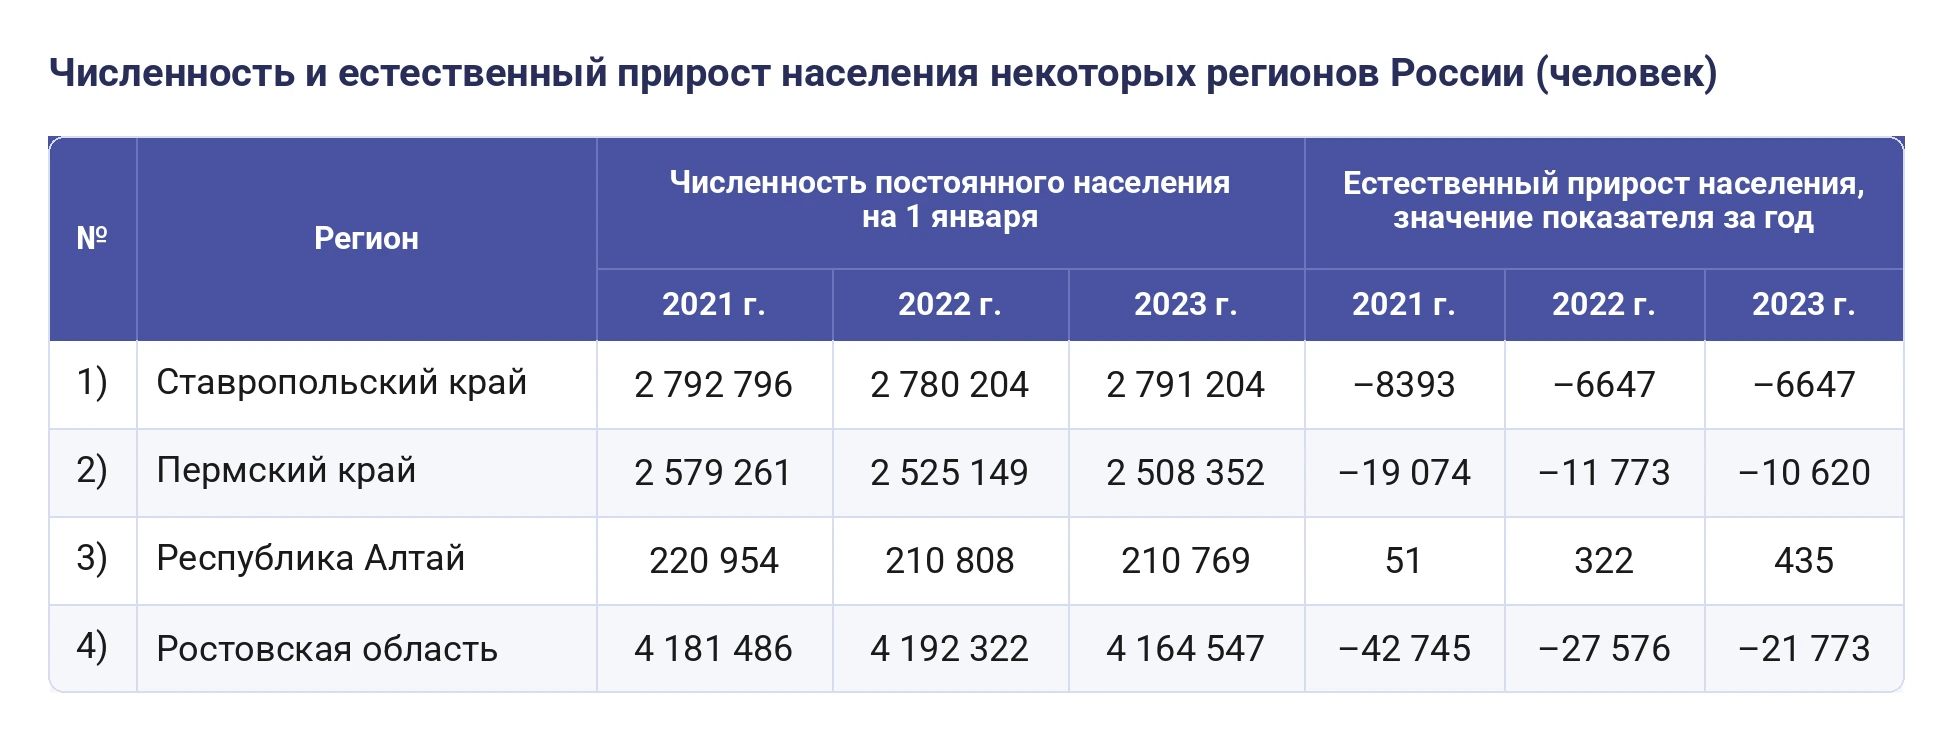 Численность и естественный прирост населения некоторых регионов России (человек)
№ Регион Численность постоянного населения на 1 января Естественный прирост населения, значение показателя за год
2021 г. 2022 г. 2023 г. 2021 г. 2022 г. 2023 г.
1) Ставропольский край 2 792 796 2 780 204 2 791 204 –8393 –6647 –6647
2) Пермский край 2 579 261 2 525 149 2 508 352 –19 074 –11 773 –10 620
3) Республика Алтай 220 954 210 808 210 769 51 322 435
4) Ростовская область 4 181 486 4 192 322 4 164 547 –42 745 –27 576 –21 773